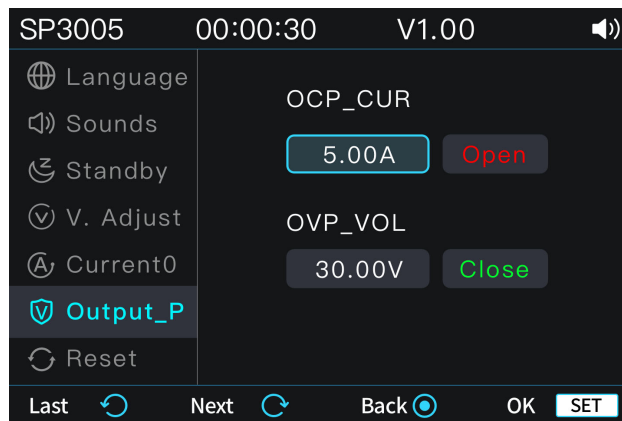 SP3005 00:00:30 V1.00
Language
Sounds
Standby
V. Adjust
Current0
Output_P
Reset
OCP_CUR
5.00A Open
OVP_VOL
30.00V Close
Last Next Back OK SET